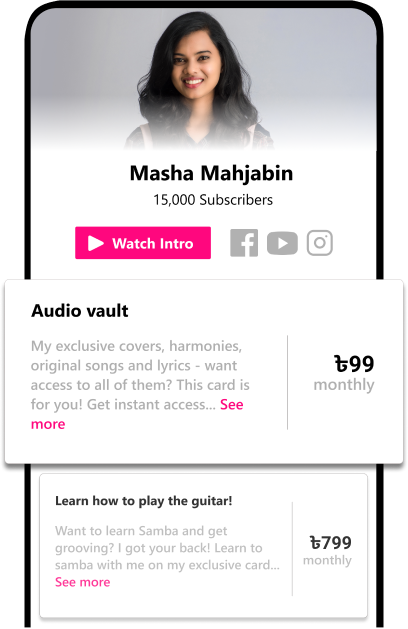 Masha Mahjabin
15,000 Subscribers
Watch Intro
Audio vault
My exclusive covers, harmonies,
original songs and lyrics - want
access to all of them? This card is
for you! Get instant access... See
more
৳99
monthly
Learn how to play the guitar!
Want to learn Samba and get
grooving? I got your back! Learn to
samba with me on my exclusive card...
See more
৳799
monthly